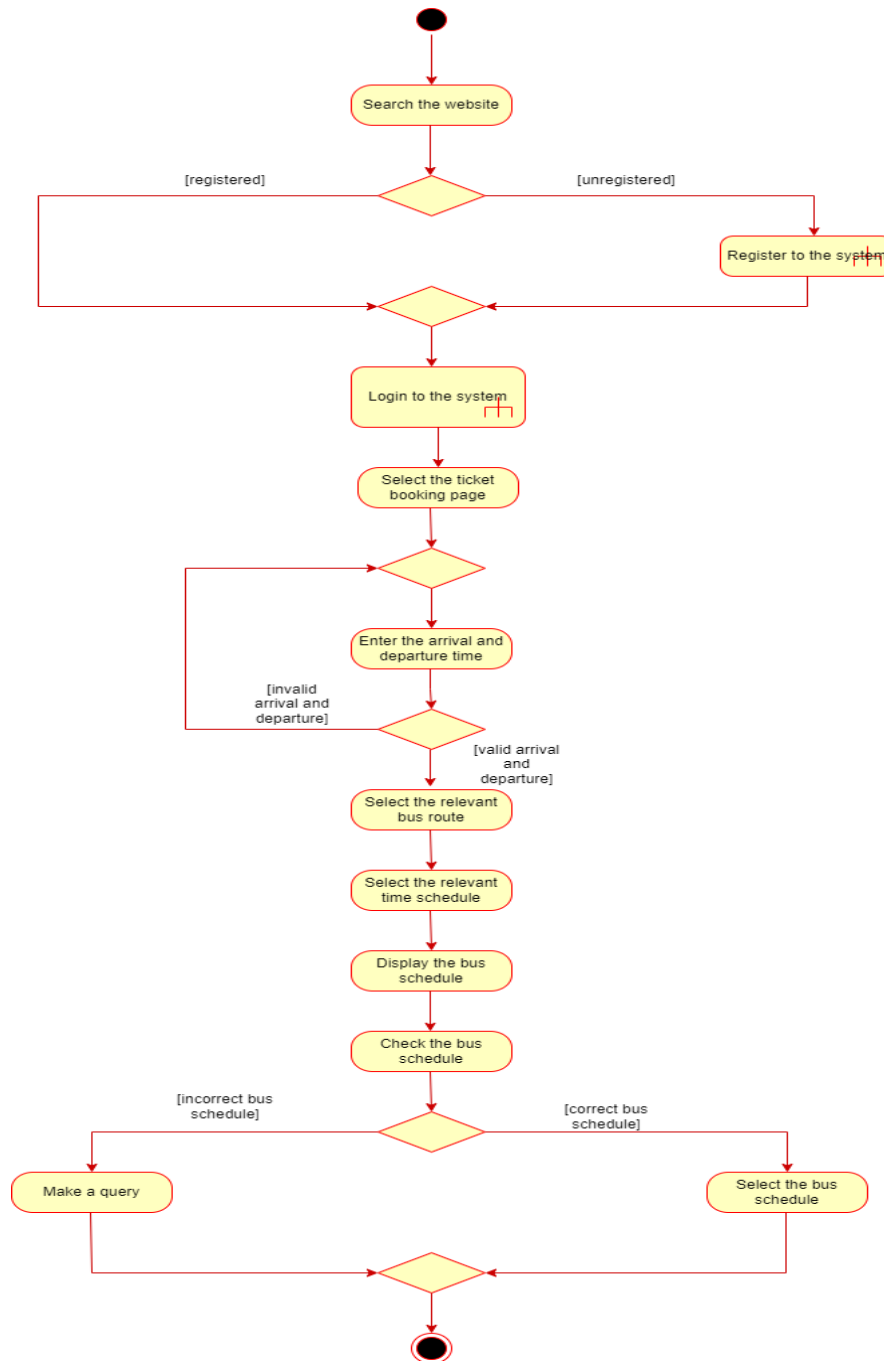 Search the website
[registered]
[unregistered]
Register to the system
Login to the system
Select the ticket
booking page
Enter the arrival and
departure time
[invalid
arrival and
departure]
[valid arrival
and
departure]
Select the relevant
bus route
Select the relevant
time schedule
Display the bus
schedule
Check the bus
schedule
[incorrect bus
schedule]
[correct bus
schedule]
Make a query
Select the bus
schedule